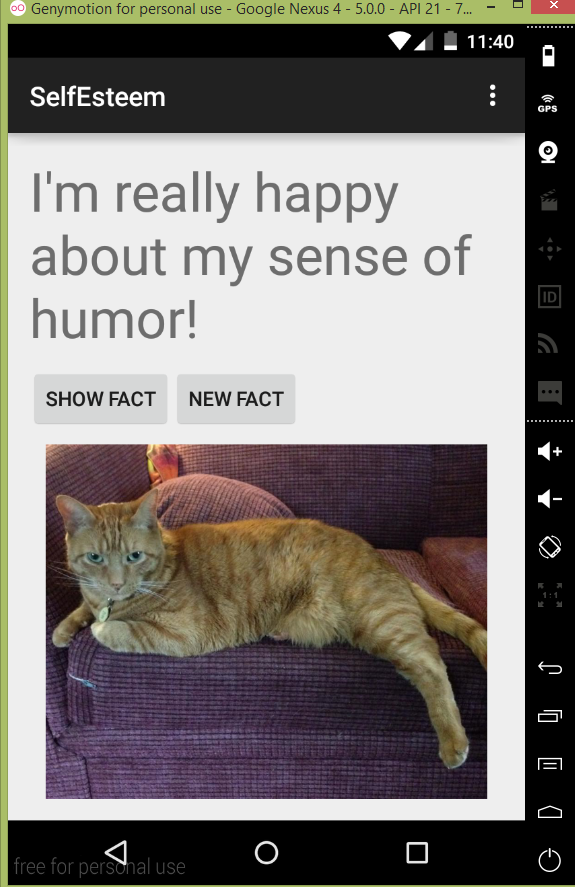 Genymotion for personal use - Google Nexus 4 - 5.0.0 - API 21 - 7...
11:40
SelfEsteem
GPS
I'm really happy
about my sense of
humor!
ID
SHOW FACT NEW FACT
1:1
free for personal use